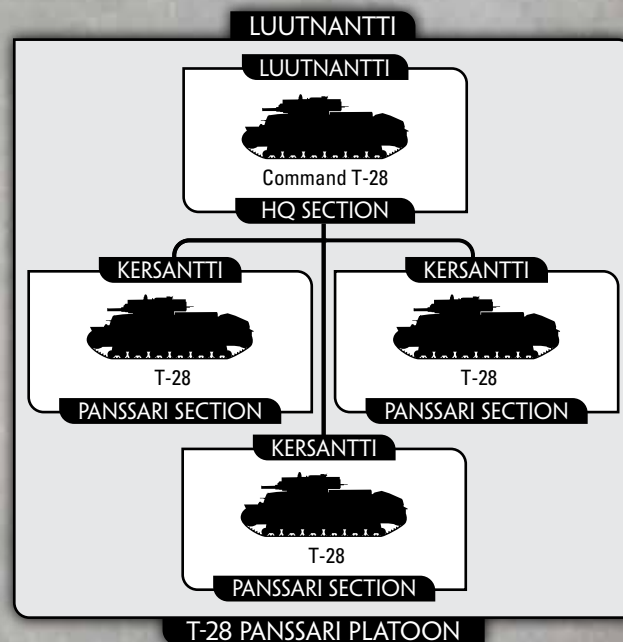 LUUTNANTTI
LUUTNANTTI
Command T-28
HQ SECTION
KERSANTTI
T-28
PANSSARI SECTION
KERSANTTI
T-28
PANSSARI SECTION
KERSANTTI
T-28
PANSSARI SECTION
T-28 PANSSARI PLATOON